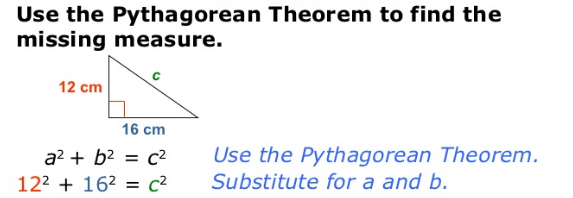 Use the Pythagorean Theorem to find the
missing measure.
c
12 cm
16 cm
a² + b² = c² Use the Pythagorean Theorem.
12² + 16² = c² Substitute for a and b.